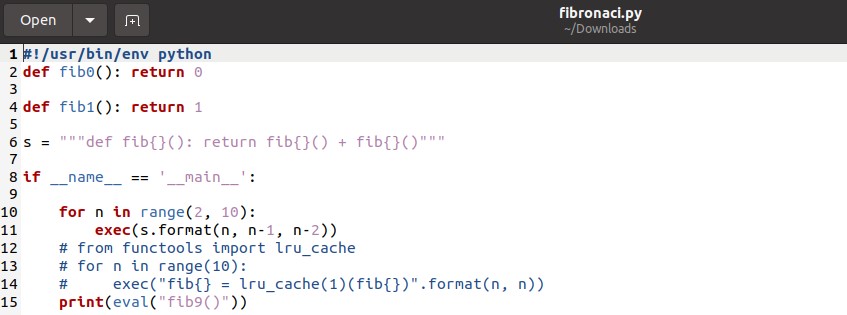 Open
fibronaci.py
~/Downloads
1 #!/usr/bin/env python
2 def fib0(): return 0
3
4 def fib1(): return 1
5
6 s = """def fib{}(): return fib{}() + fib{}()"""
7
8 if __name__ == '__main__':
9
10     for n in range(2, 10):
11         exec(s.format(n, n-1, n-2))
12     # from functools import lru_cache
13     # for n in range(10):
14     #     exec("fib{} = lru_cache(1)(fib{})".format(n, n))
15     print(eval("fib9()"))